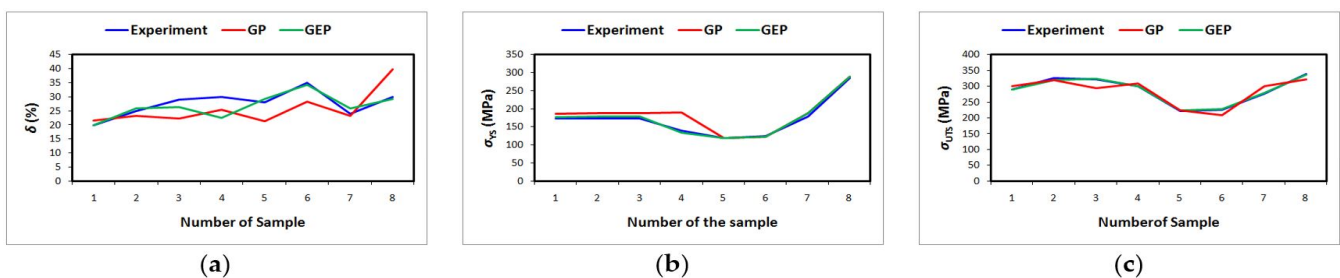 Experiment GP GEP
δ (%)
45
40
35
30
25
20
15
10
5
0
1 2 3 4 5 6 7 8
Number of Sample
(a)
Experiment GP GEP
σYS (MPa)
350
300
250
200
150
100
50
0
1 2 3 4 5 6 7 8
Number of the sample
(b)
Experiment GP GEP
σUTS (MPa)
400
350
300
250
200
150
100
50
0
1 2 3 4 5 6 7 8
Numberof Sample
(c)